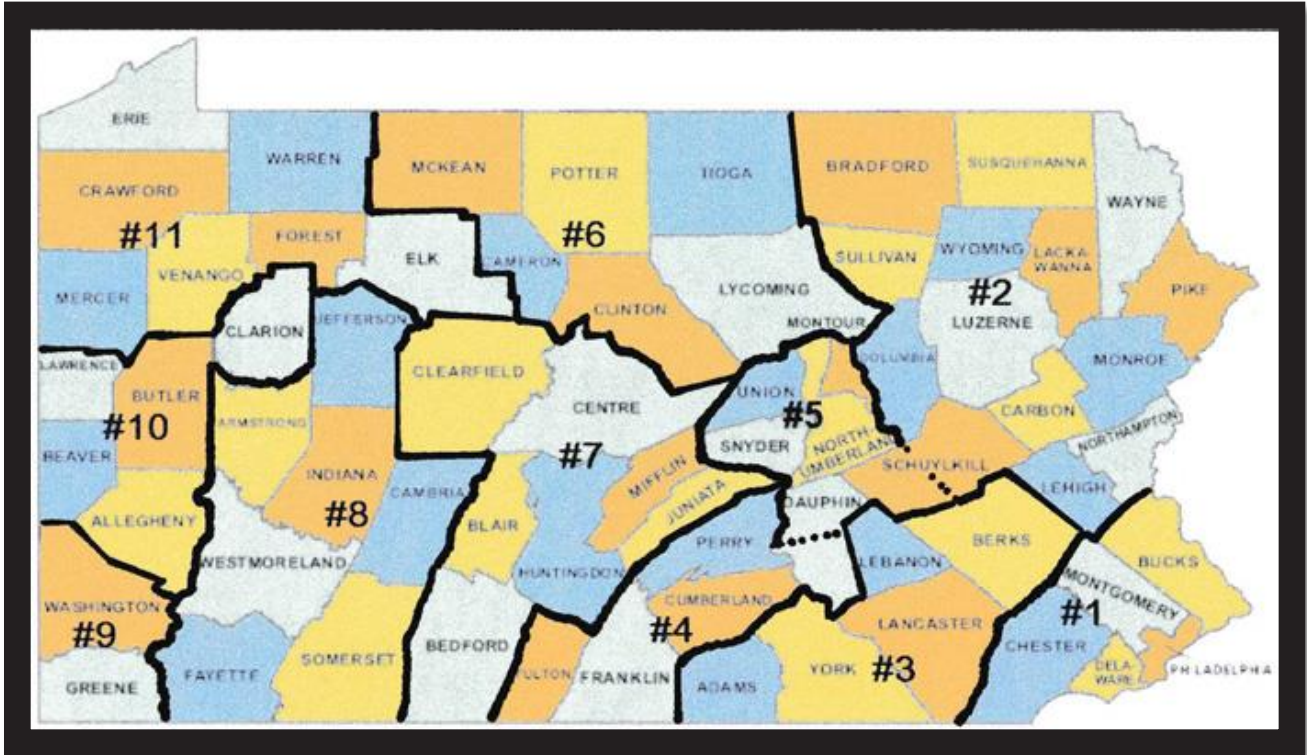 ERIE
WARREN
MCKEAN
POTTER
TIOGA
BRADFORD
SUSQUEHANNA
WAYNE
CRAWFORD
#11
FOREST
#6
SULLIVAN
WYOMING
LACKA-
WANNA
PIKE
MERCER
VENANGO
ELK
CAMERON
CLINTON
LYCOMING
MONTOUR
#2
LUZERNE
CLARION
JEFFERSON
COLUMBIA
MONROE
LAWRENCE
BUTLER
CLEARFIELD
CENTRE
UNION
#5
CARBON
#10
ARMSTRONG
SNYDER
NORTH-
UMBERLAND
NORTHAMPTON
BEAVER
INDIANA
#7
MIFFLIN
SCHUYLKILL
LEHIGH
ALLEGHENY
#8
CAMBRIA
BLAIR
JUNIATA
DAUPHIN
PERRY
BERKS
BUCKS
WESTMORELAND
HUNTINGDON
LEBANON
MONTGOMERY
WASHINGTON
#9
CUMBERLAND
#4
LANCASTER
#1
CHESTER
GREENE
FAYETTE
SOMERSET
BEDFORD
FULTON
FRANKLIN
ADAMS
YORK
#3
DELA-
WARE
PHILADELPHIA